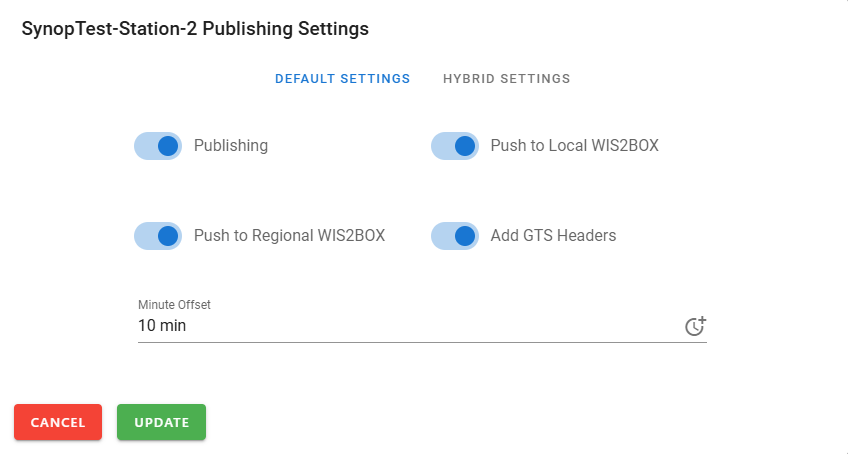 SynopTest-Station-2 Publishing Settings
DEFAULT SETTINGS HYBRID SETTINGS
Publishing Push to Local WIS2BOX
Push to Regional WIS2BOX Add GTS Headers
Minute Offset
10 min
CANCEL UPDATE